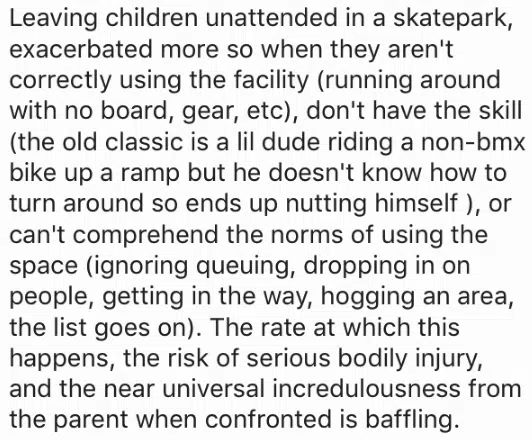 Leaving children unattended in a skatepark,
exacerbated more so when they aren't
correctly using the facility (running around
with no board, gear, etc), don't have the skill
(the old classic is a lil dude riding a non-bmx
bike up a ramp but he doesn't know how to
turn around so ends up nutting himself ), or
can't comprehend the norms of using the
space (ignoring queuing, dropping in on
people, getting in the way, hogging an area,
the list goes on). The rate at which this
happens, the risk of serious bodily injury,
and the near universal incredulousness from
the parent when confronted is baffling.